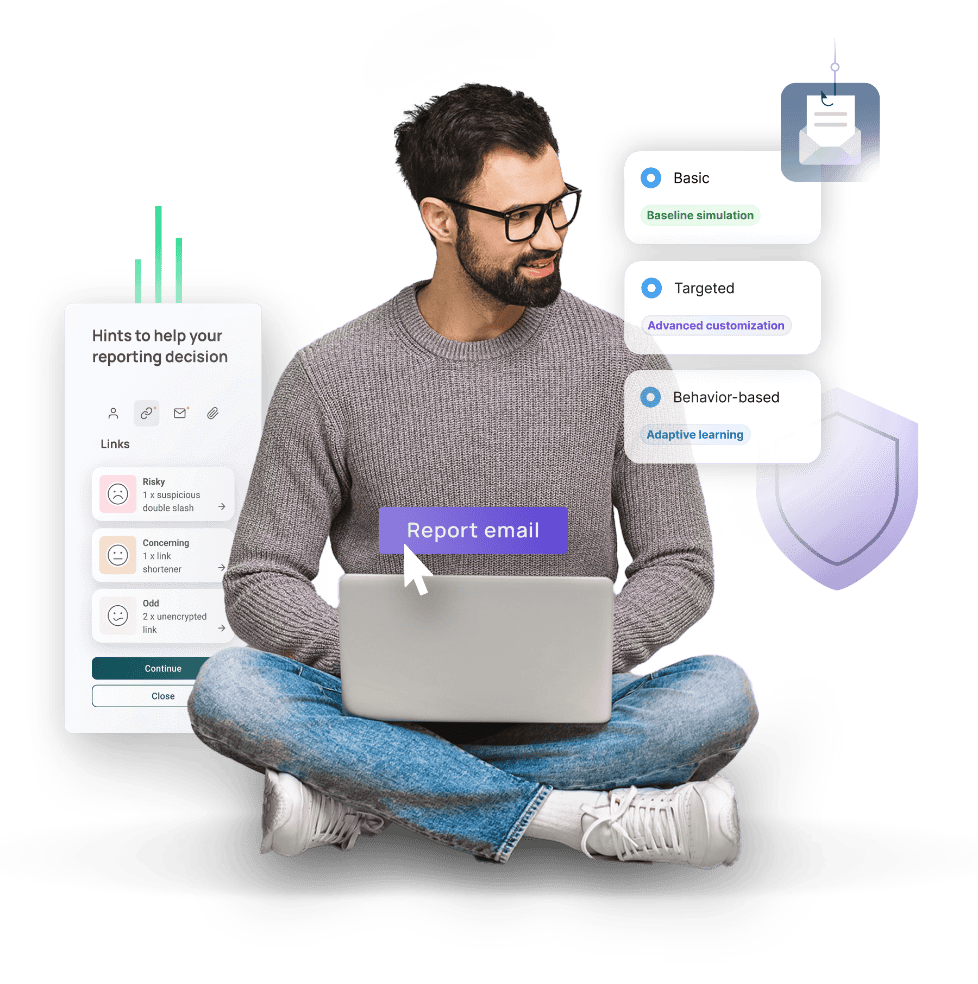 Hints to help your
reporting decision
Links
Risky
1 x suspicious
double slash
Concerning
1 x link
shortener
Odd
2 x unencrypted
link
Continue
Close
Report email
Basic
Baseline simulation
Targeted
Advanced customization
Behavior-based
Adaptive learning